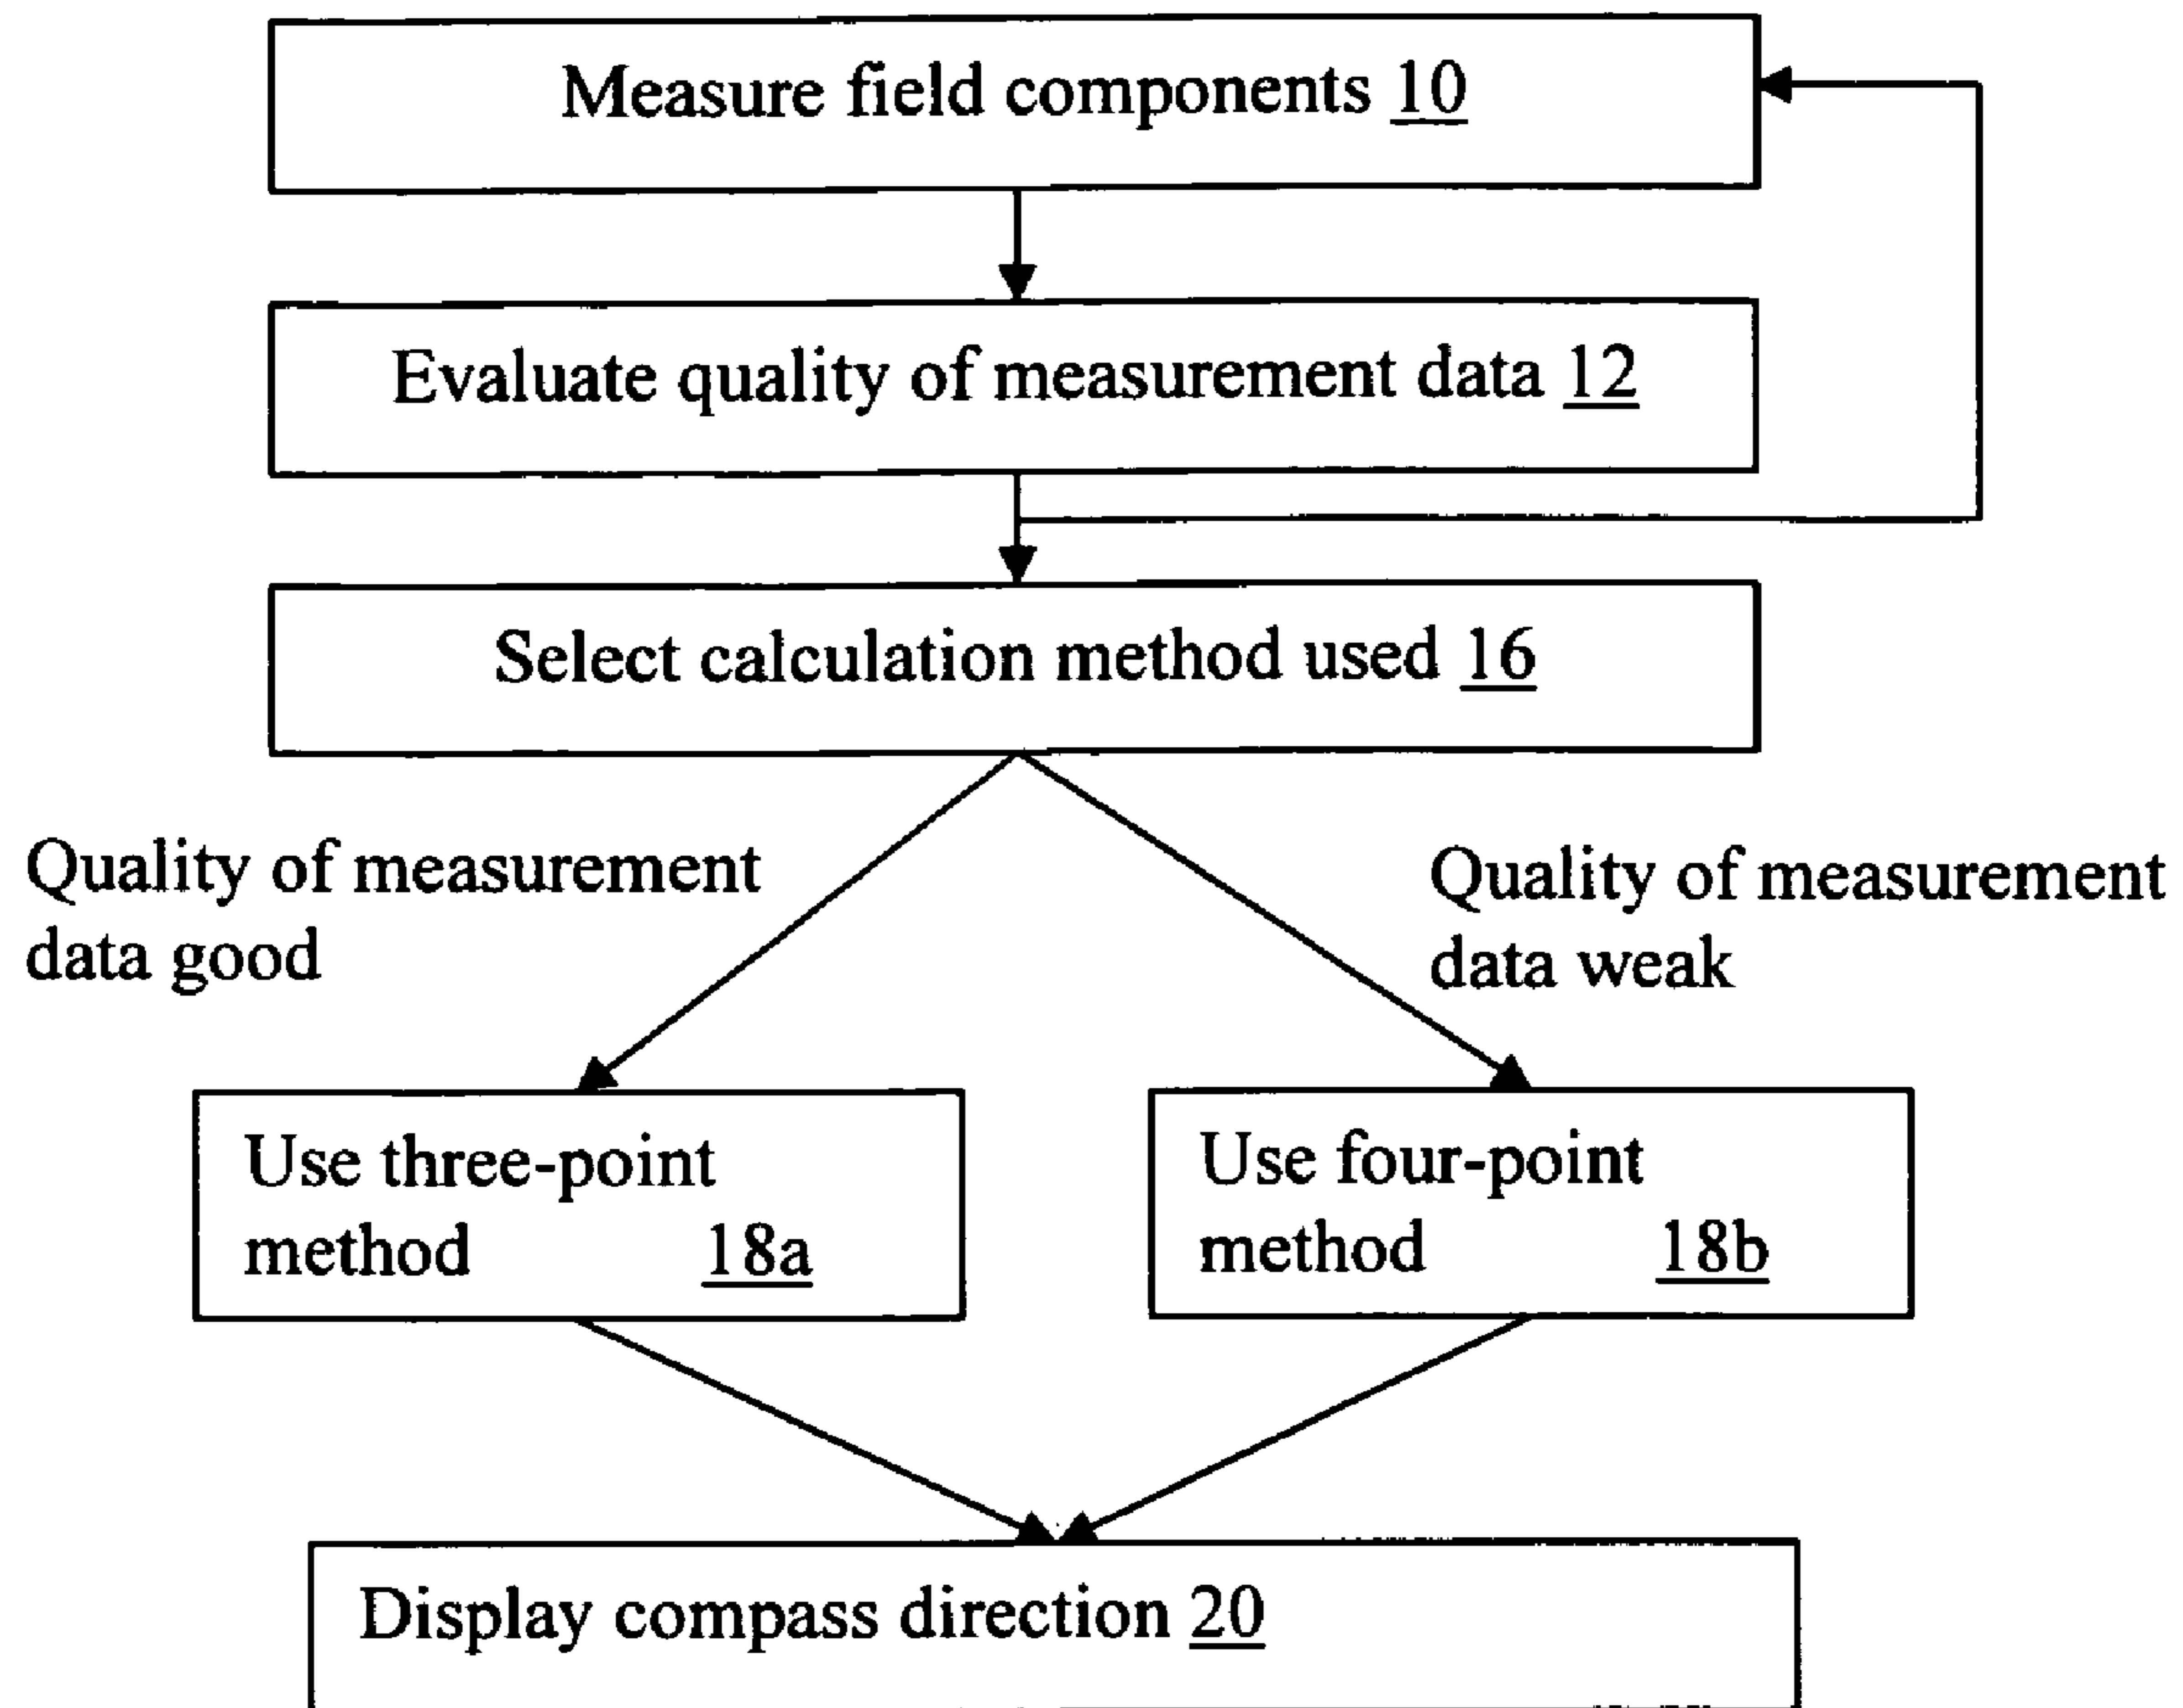 Measure field components 10
Evaluate quality of measurement data 12
Select calculation method used 16
Quality of measurement
data good
Quality of measurement
data weak
Use three-point
method 18a
Use four-point
method 18b
Display compass direction 20